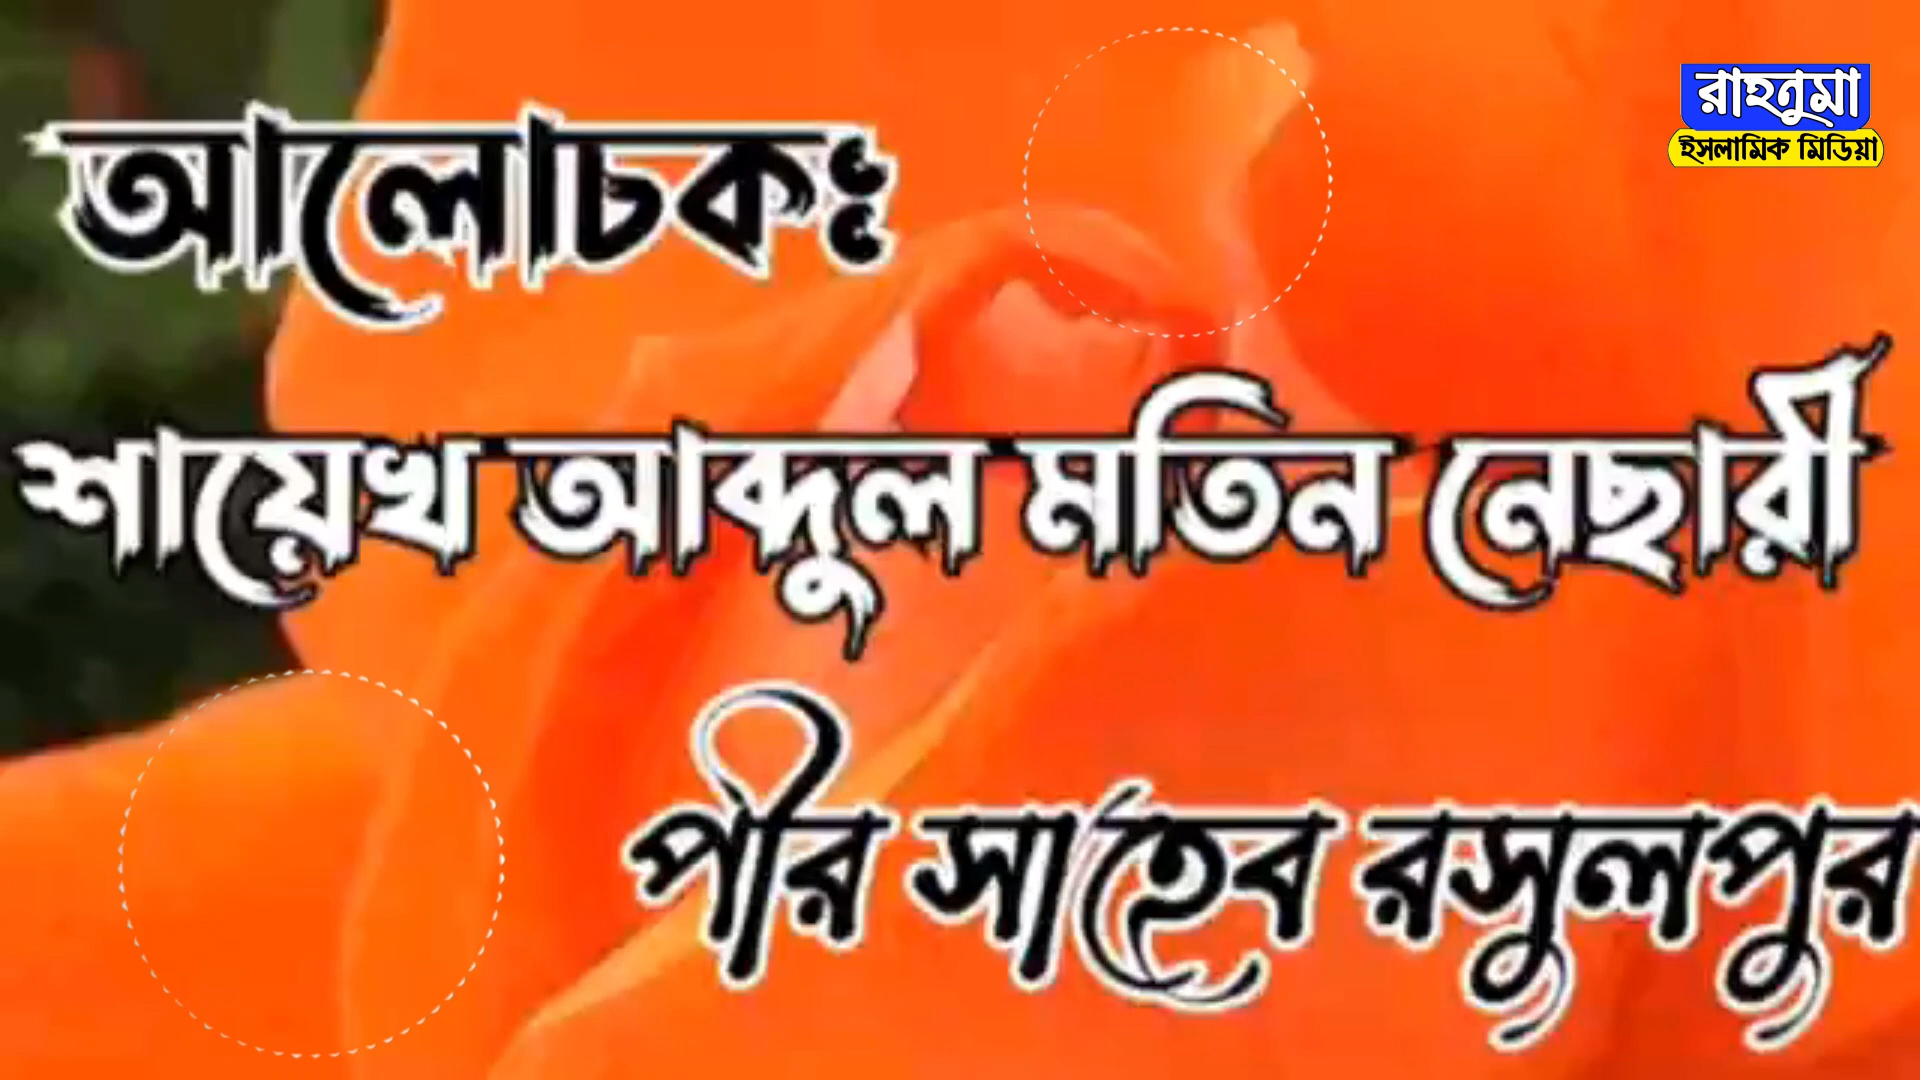 রাহনুমা
ইসলামিক মিডিয়া
আলোচকঃ
শায়েখ আব্দুল মতিন নেছারী
পীর সাহেব রসুলপুর